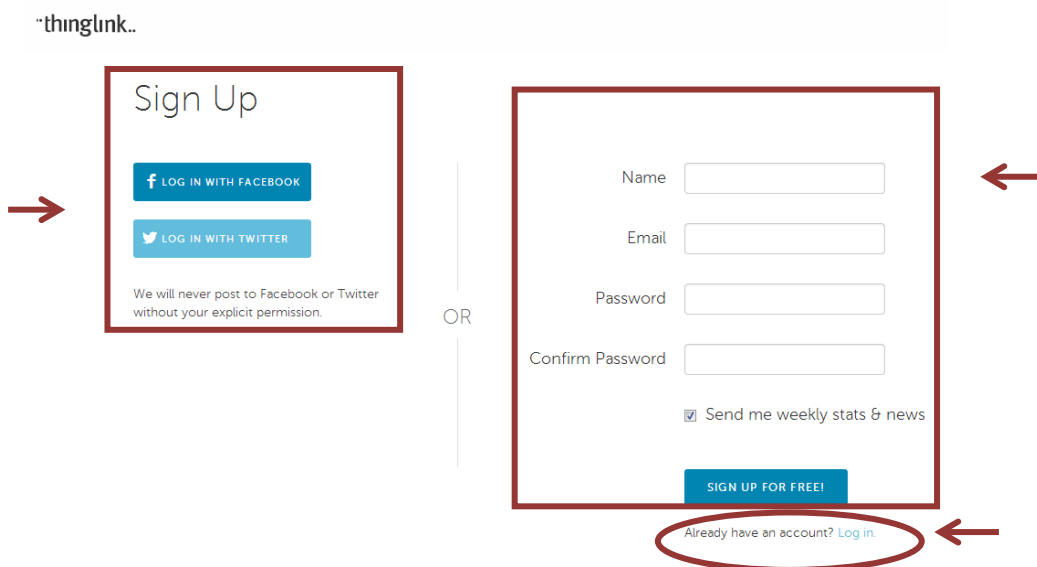 thinglink..
Sign Up
LOG IN WITH FACEBOOK
LOG IN WITH TWITTER
We will never post to Facebook or Twitter
without your explicit permission.
OR
Name
Email
Password
Confirm Password
Send me weekly stats & news
SIGN UP FOR FREE!
Already have an account? Log in.